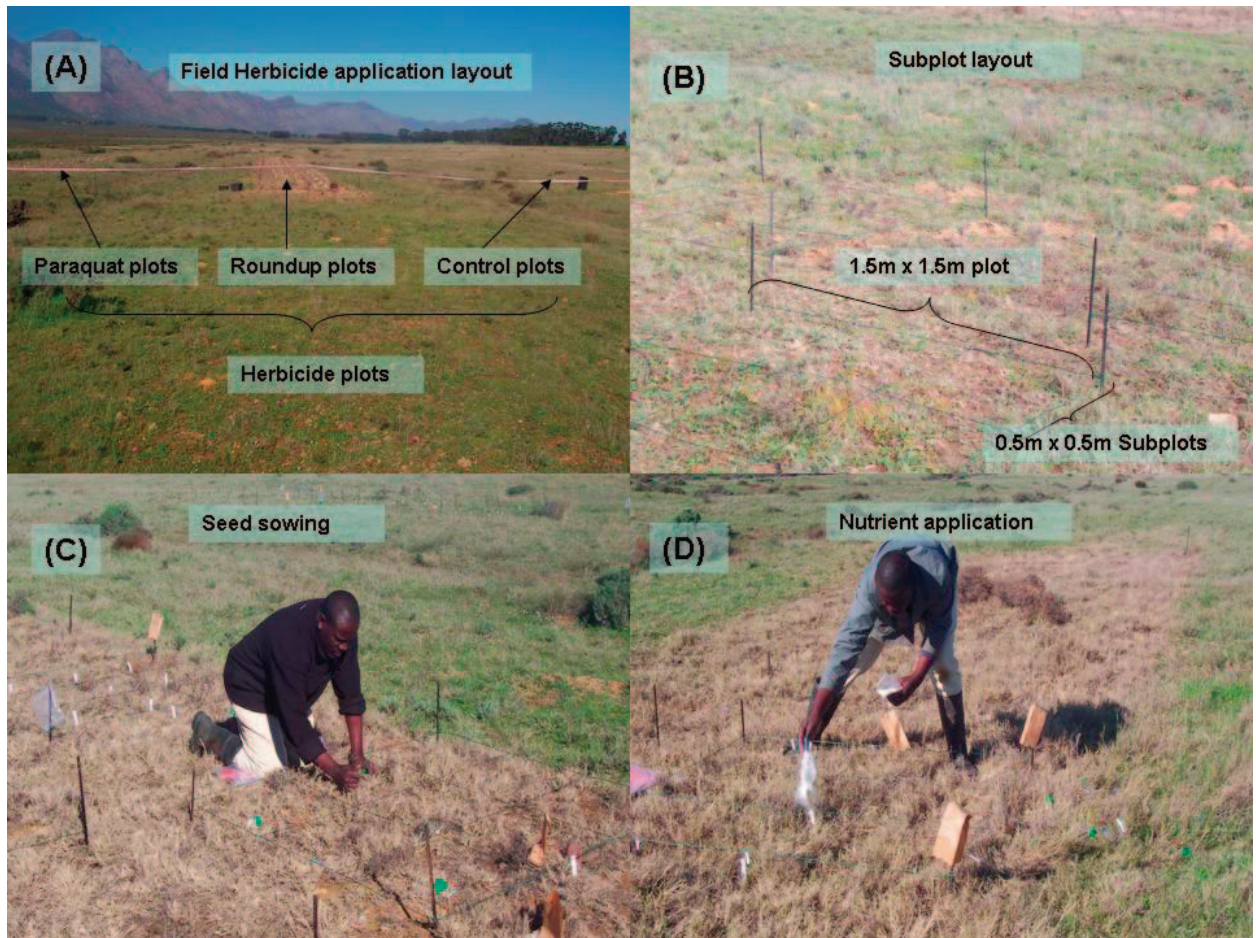 (A)
Field Herbicide application layout
Paraquat plots
Roundup plots
Control plots
Herbicide plots
(B)
Subplot layout
1.5m x 1.5m plot
0.5m x 0.5m Subplots
(C)
Seed sowing
(D)
Nutrient application